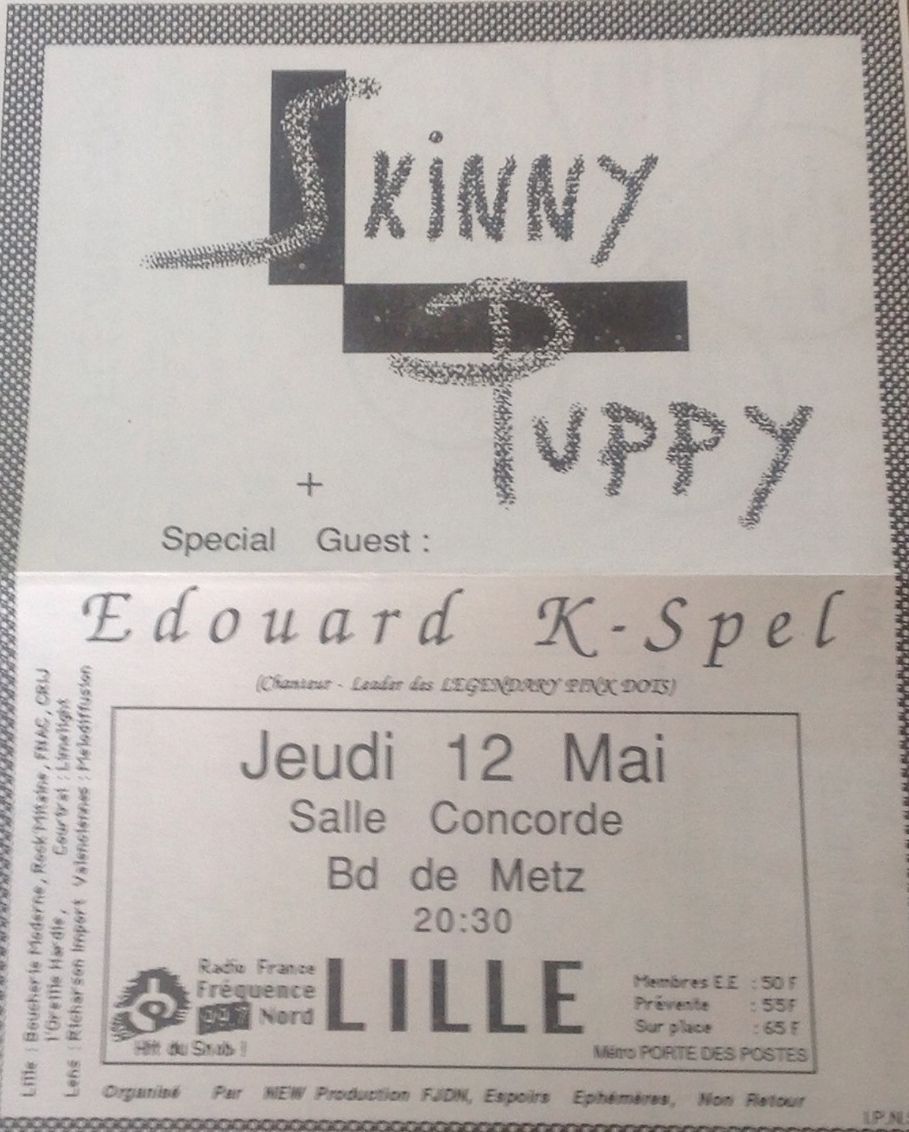 SKINNY
PUPPY
+
Special Guest :
Edouard K-Spel
(Chanteur - Leader des LEGENDARY PINK DOTS)
Lille : Boucherie Moderne, Rock Mitaine, FNAC, CRIJ
l'Oreille Hardie, Courtrai : Limelight
Lens : Richarson Import Valenciennes : Melodiffusion
Jeudi 12 Mai
Salle Concorde
Bd de Metz
20:30
Radio France
Fréquence
Nord
LILLE
Membres E.E : 50 F
Prévente : 55F
Sur place : 65 F
Métro PORTE DES POSTES
Organisé Par NEW Production FJDN, Espoirs Ephémères, Non Retour
I.P.N.S